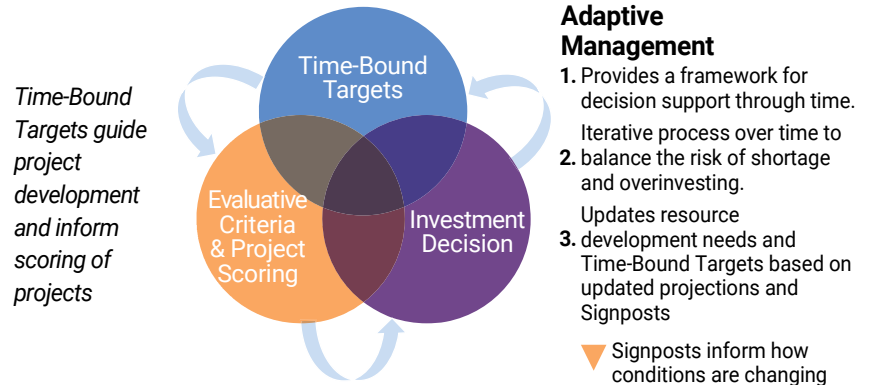 Time-Bound
Targets guide
project
development
and inform
scoring of
projects
Time-Bound
Targets
Evaluative
Criteria
& Project
Scoring
Investment
Decision
Adaptive
Management
1. Provides a framework for
decision support through time.
Iterative process over time to
2. balance the risk of shortage
and overinvesting.
Updates resource
3. development needs and
Time-Bound Targets based on
updated projections and
Signposts
Signposts inform how
conditions are changing